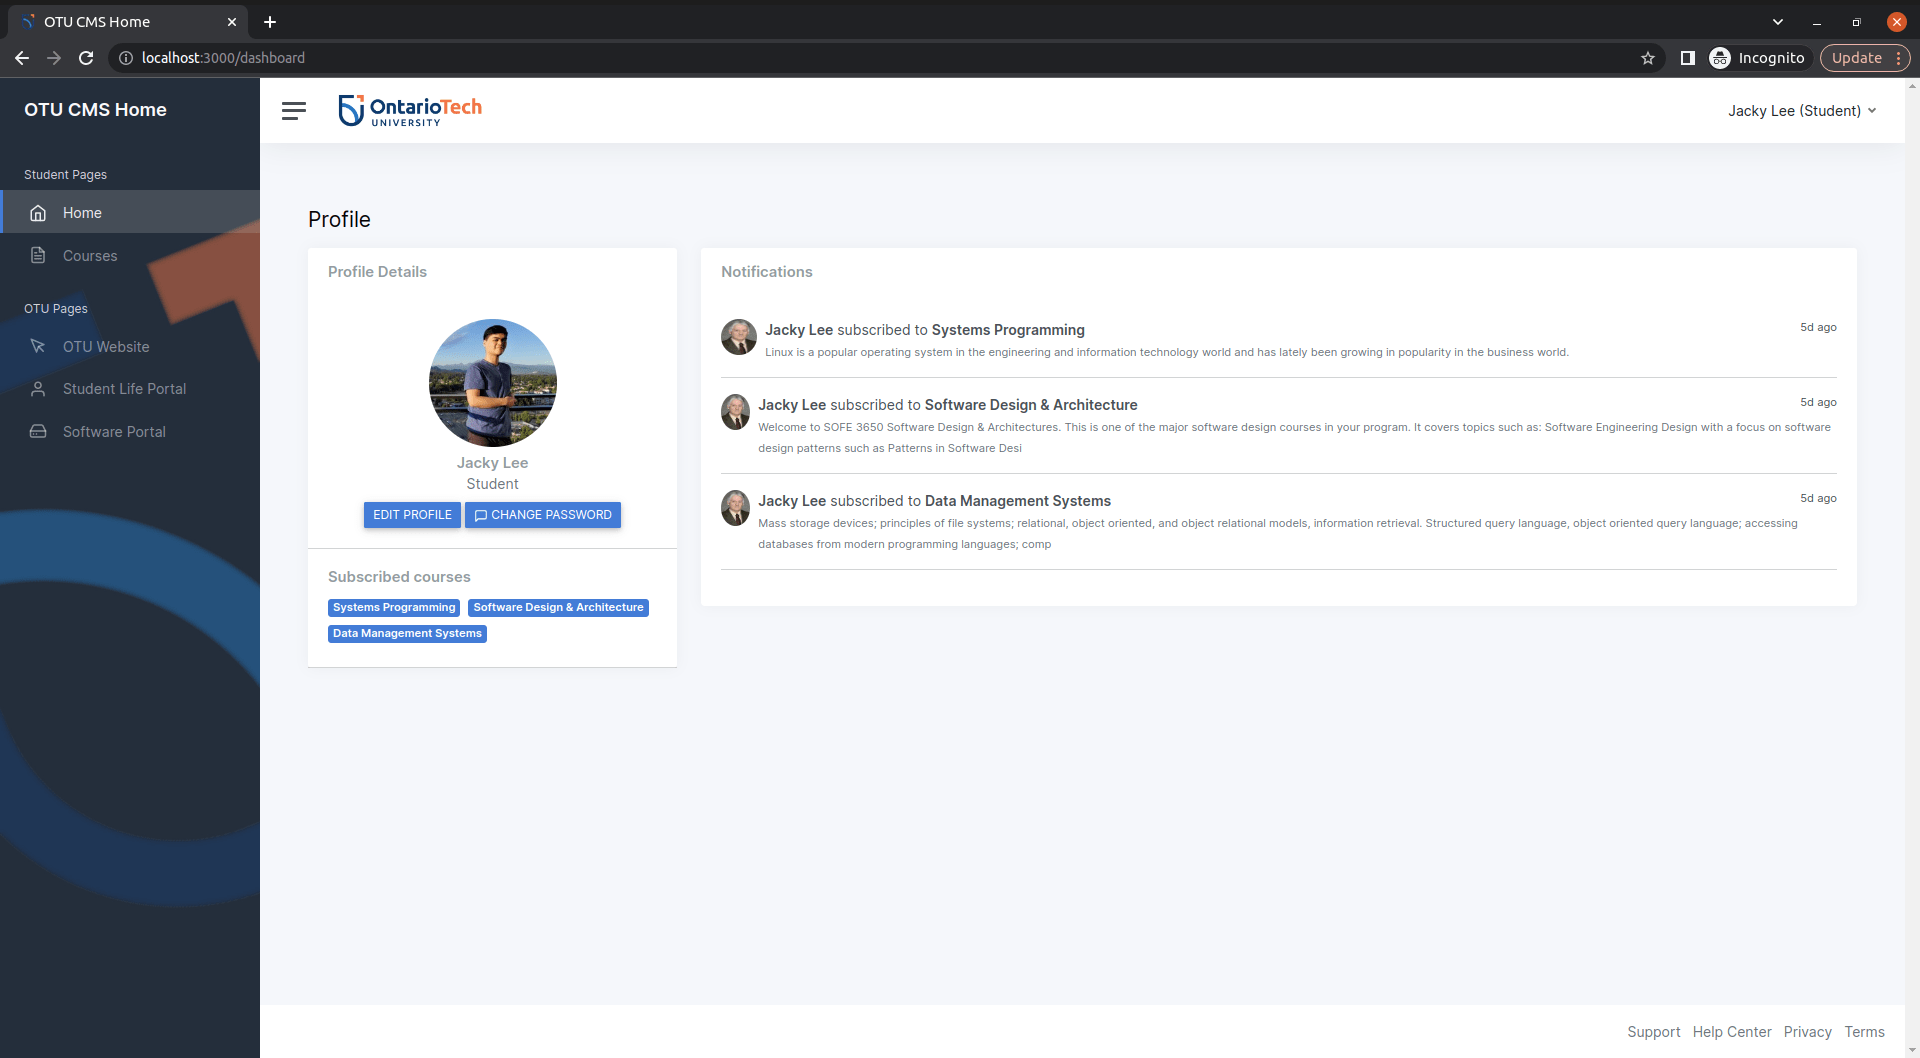 OTU CMS Home
localhost:3000/dashboard
Incognito
Update
OTU CMS Home
Student Pages
Home
Courses
OTU Pages
OTU Website
Student Life Portal
Software Portal
OntarioTech
UNIVERSITY
Jacky Lee (Student)
Profile
Profile Details
Jacky Lee
Student
EDIT PROFILE
CHANGE PASSWORD
Subscribed courses
Systems Programming
Software Design & Architecture
Data Management Systems
Notifications
Jacky Lee subscribed to Systems Programming
5d ago
Linux is a popular operating system in the engineering and information technology world and has lately been growing in popularity in the business world.
Jacky Lee subscribed to Software Design & Architecture
5d ago
Welcome to SOFE 3650 Software Design & Architectures. This is one of the major software design courses in your program. It covers topics such as: Software Engineering Design with a focus on software
design patterns such as Patterns in Software Desi
Jacky Lee subscribed to Data Management Systems
5d ago
Mass storage devices; principles of file systems; relational, object oriented, and object relational models, information retrieval. Structured query language, object oriented query language; accessing
databases from modern programming languages; comp
Support Help Center Privacy Terms